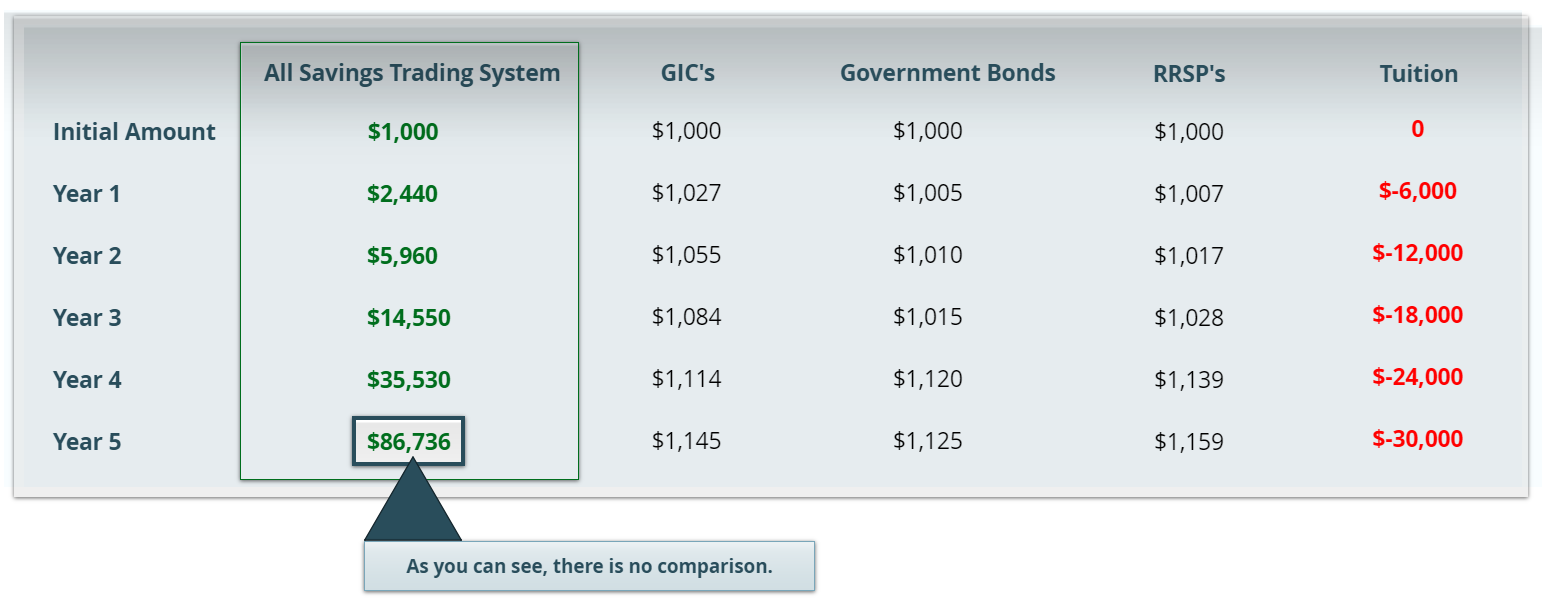 All Savings Trading System GIC's Government Bonds RRSP's Tuition
Initial Amount $1,000 $1,000 $1,000 $1,000 0
Year 1 $2,440 $1,027 $1,005 $1,007 $-6,000
Year 2 $5,960 $1,055 $1,010 $1,017 $-12,000
Year 3 $14,550 $1,084 $1,015 $1,028 $-18,000
Year 4 $35,530 $1,114 $1,120 $1,139 $-24,000
Year 5 $86,736 $1,145 $1,125 $1,159 $-30,000
As you can see, there is no comparison.